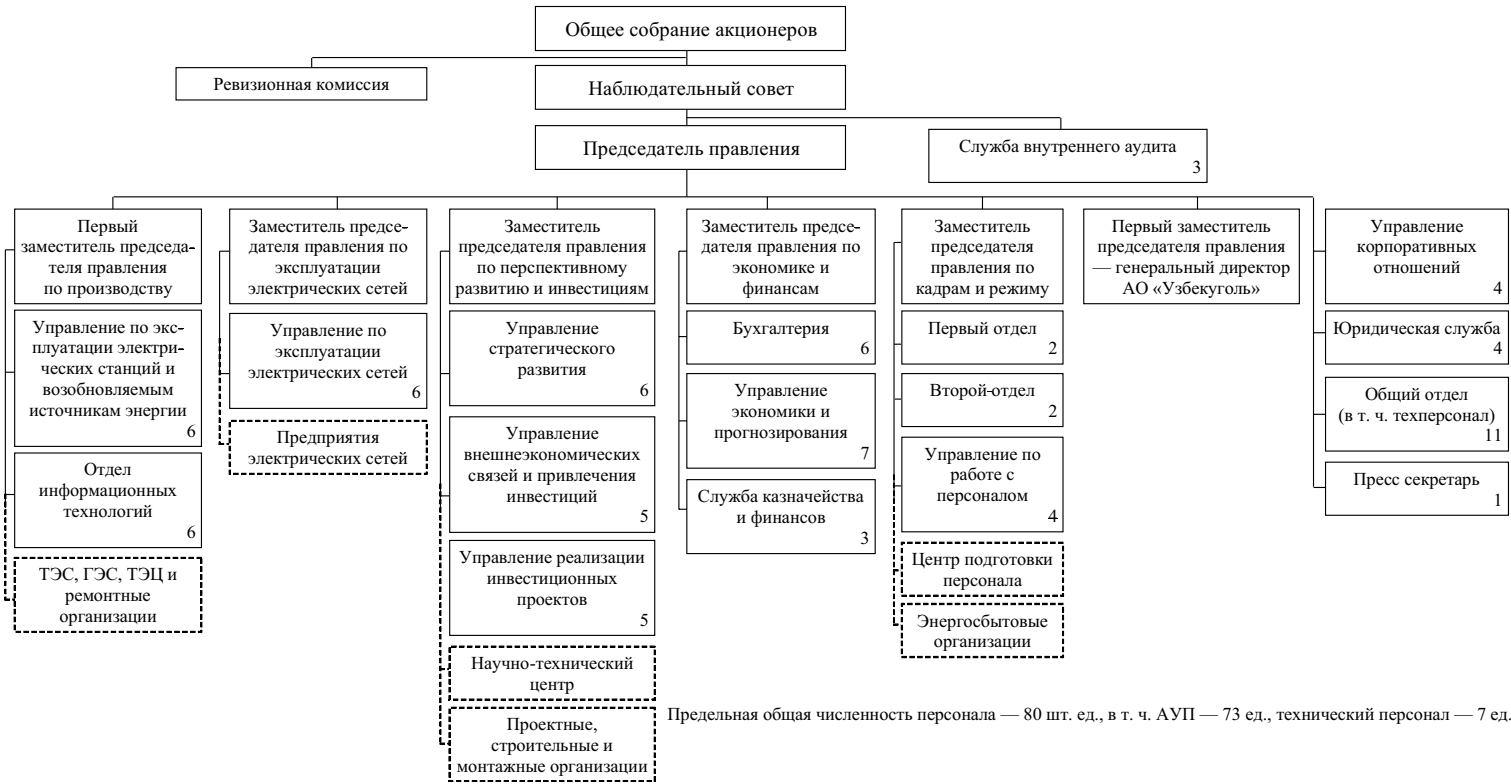 Общее собрание акционеров
Ревизионная комиссия
Наблюдательный совет
Председатель правления
Служба внутреннего аудита
3
Первый
заместитель председа-
теля правления
по производству
Управление по экс-
плуатации электри-
ческих станций и
возобновляемым
источникам энергии
6
Отдел
информационных
технологий
6
ТЭС, ГЭС, ТЭЦ и
ремонтные
организации
Заместитель предсе-
дателя правления по
эксплуатации
электрических сетей
Управление по
эксплуатации
электрических сетей
6
Предприятия
электрических сетей
Заместитель
председателя правления
по перспективному
развитию и инвестициям
Управление
стратегического
развития
6
Управление
внешнеэкономических
связей и привлечения
инвестиций
5
Управление реализации
инвестиционных
проектов
5
Научно-технический
центр
Проектные,
строительные и
монтажные организации
Заместитель предсе-
дателя правления по
экономике и
финансам
Бухгалтерия
6
Управление
экономики и
прогнозирования
7
Служба казначейства
и финансов
3
Заместитель
председателя
правления по
кадрам и режиму
Первый отдел
2
Второй-отдел
2
Управление по
работе с
персоналом
4
Центр подготовки
персонала
Энергосбытовые
организации
Первый заместитель
председателя правления
— генеральный директор
АО «Узбекуголь»
Управление
корпоративных
отношений
4
Юридическая служба
4
Общий отдел
(в т. ч. техперсонал)
11
Пресс секретарь
1
Предельная общая численность персонала — 80 шт. ед., в т. ч. АУП — 73 ед., технический персонал — 7 ед.